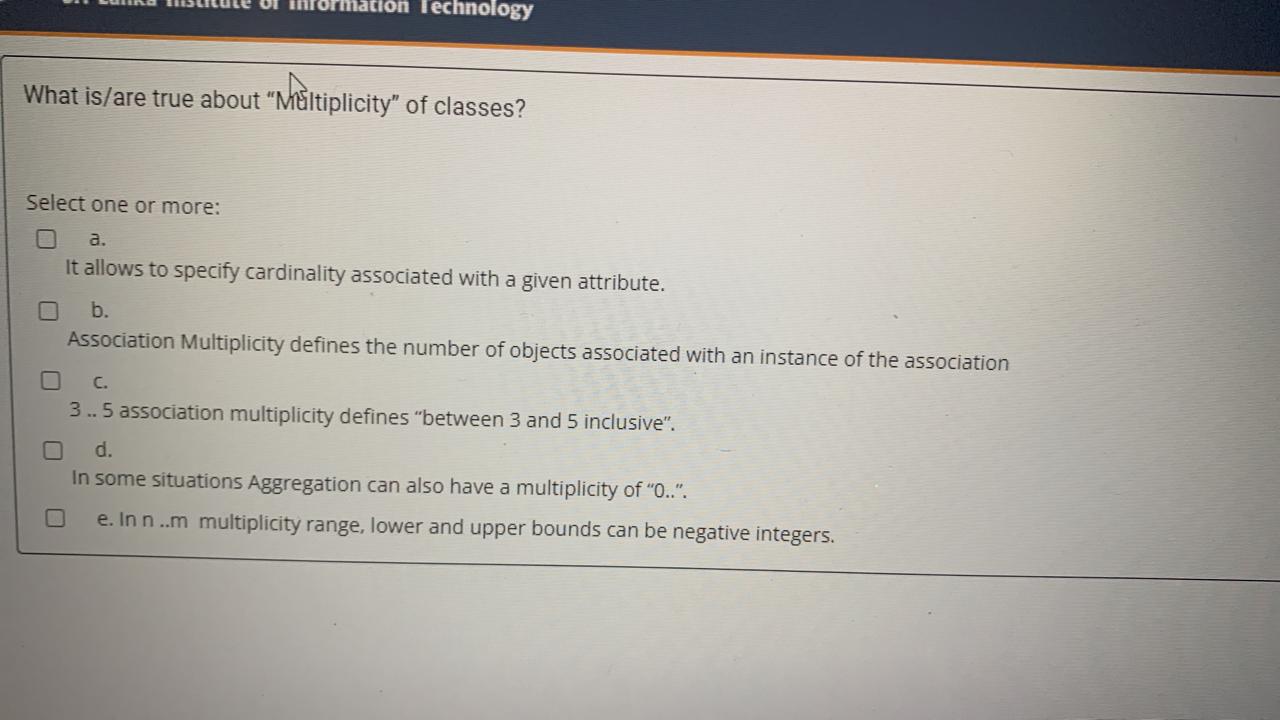 Institute of Information Technology
What is/are true about “Multiplicity” of classes?
Select one or more:
a.
It allows to specify cardinality associated with a given attribute.
b.
Association Multiplicity defines the number of objects associated with an instance of the association
c.
3 .. 5 association multiplicity defines “between 3 and 5 inclusive”.
d.
In some situations Aggregation can also have a multiplicity of “0..”.
e. In n ..m multiplicity range, lower and upper bounds can be negative integers.